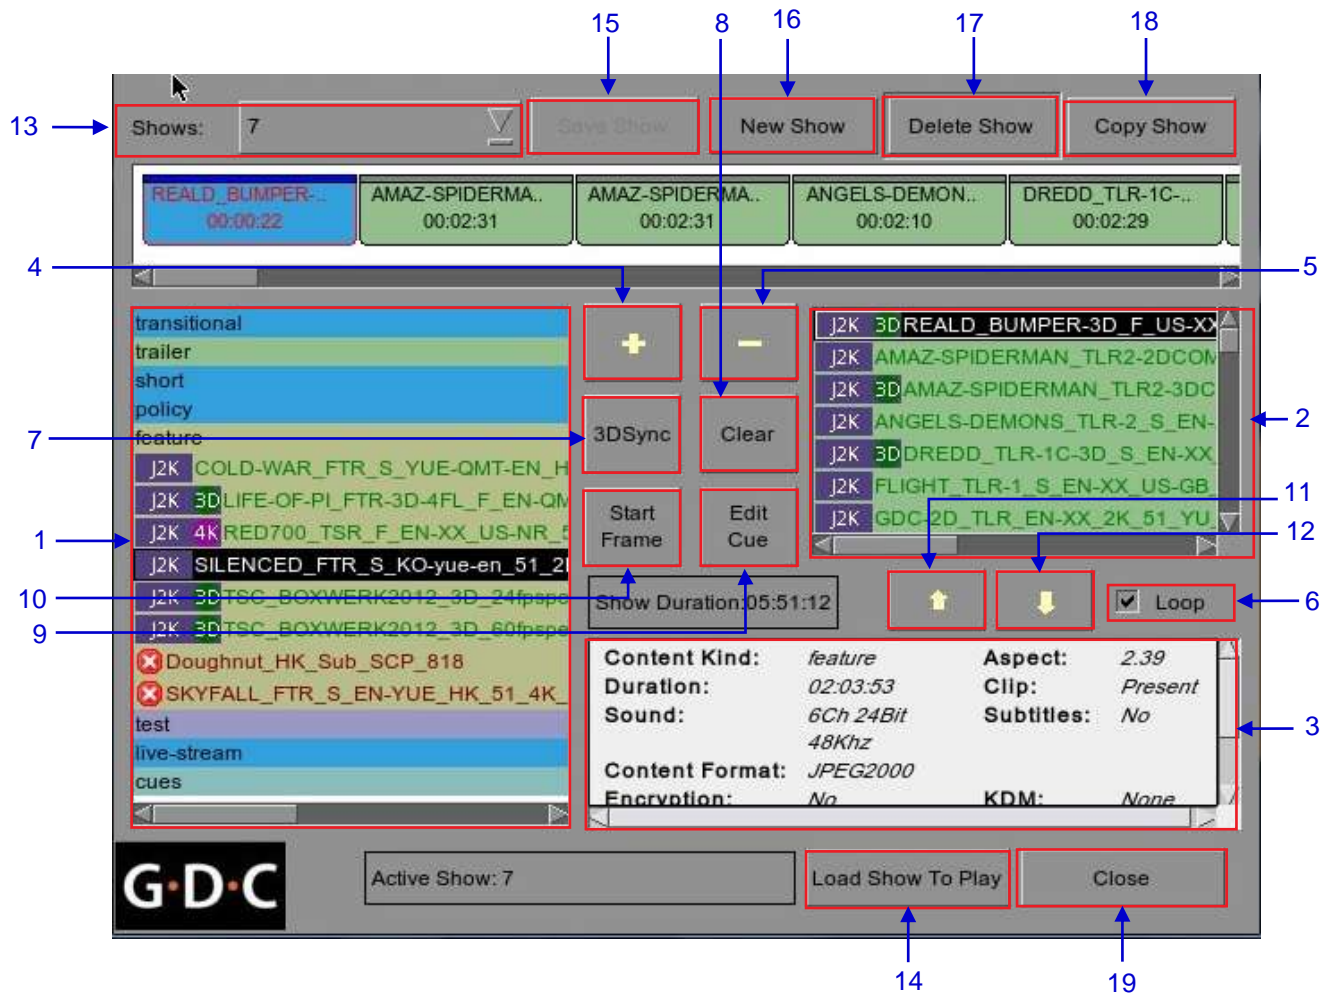 15 8 16 17 18
13
Shows: 7 Save Show New Show Delete Show Copy Show
REALD_BUMPER-.. AMAZ-SPIDERMA.. AMAZ-SPIDERMA.. ANGELS-DEMON.. DREDD_TLR-1C-..
00:00:22 00:02:31 00:02:31 00:02:10 00:02:29
4 5
transitional
trailer
short
policy
feature
J2K COLD-WAR_FTR_S_YUE-QMT-EN_H
J2K 3D LIFE-OF-PI_FTR-3D-4FL_F_EN-QM
J2K 4K RED700_TSR_F_EN-XX_US-NR_5
J2K SILENCED_FTR_S_KO-yue-en_51_2
J2K 3D TSC_BOXWERK2012_3D_24fpspe
J2K 3D TSC_BOXWERK2012_3D_60fpspe
Doughnut_HK_Sub_SCP_818
SKYFALL_FTR_S_EN-YUE_HK_51_4K_
test
live-stream
cues
7
1
10
9
+ −
3DSync Clear
Start Frame
Edit Cue
J2K 3D REALD_BUMPER-3D_F_US-XX
J2K AMAZ-SPIDERMAN_TLR2-2DCOM
J2K 3D AMAZ-SPIDERMAN_TLR2-3DC
J2K ANGELS-DEMONS_TLR-2_S_EN-
J2K 3D DREDD_TLR-1C-3D_S_EN-XX_
J2K FLIGHT_TLR-1_S_EN-XX_US-GB_
J2K GDC-2D_TLR_EN-XX_2K_51_YU
2
11
12
Show Duration:05:51:12
Loop
6
Content Kind: feature Aspect: 2.39
Duration: 02:03:53 Clip: Present
Sound: 6Ch 24Bit Subtitles: No
48Khz
Content Format: JPEG2000
Encryption: No KDM: None
3
G·D·C
Active Show: 7
Load Show To Play
Close
14 19